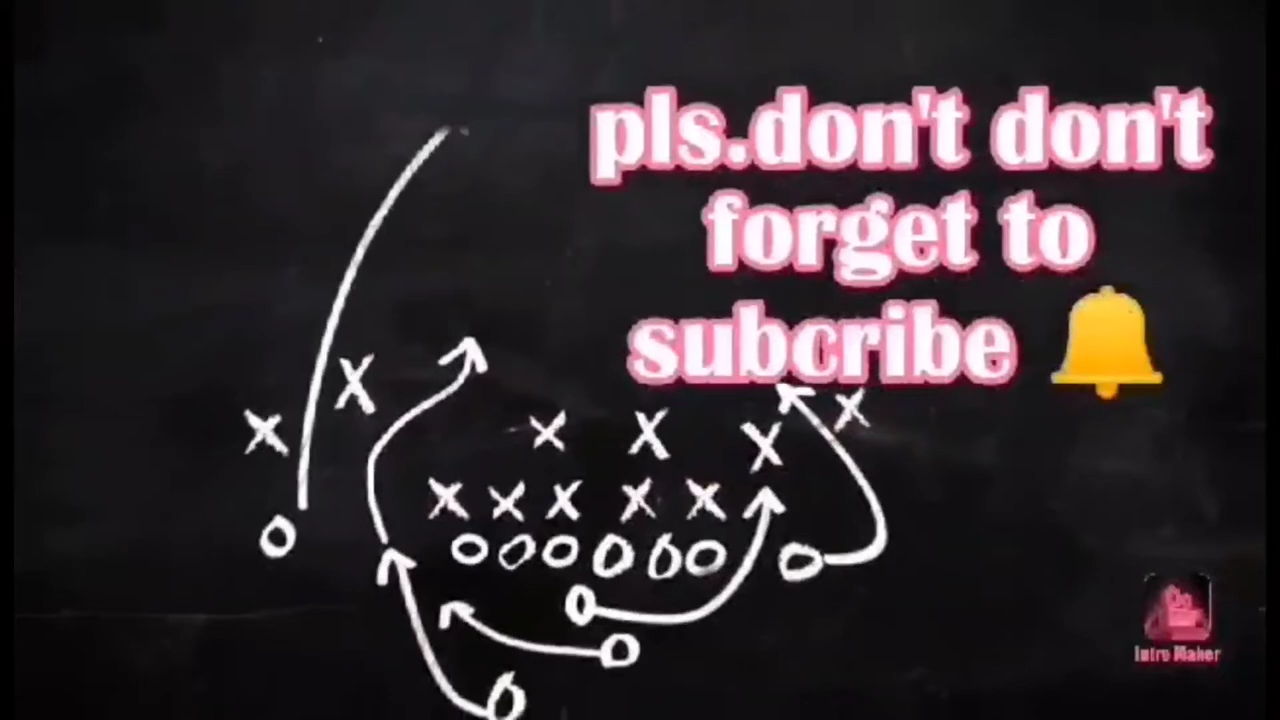 pls.don't don't
forget to
subcribe 🔔
X
X
X X X X
X X X X X
O O O O O O O O
O
O
O
Intro Maker